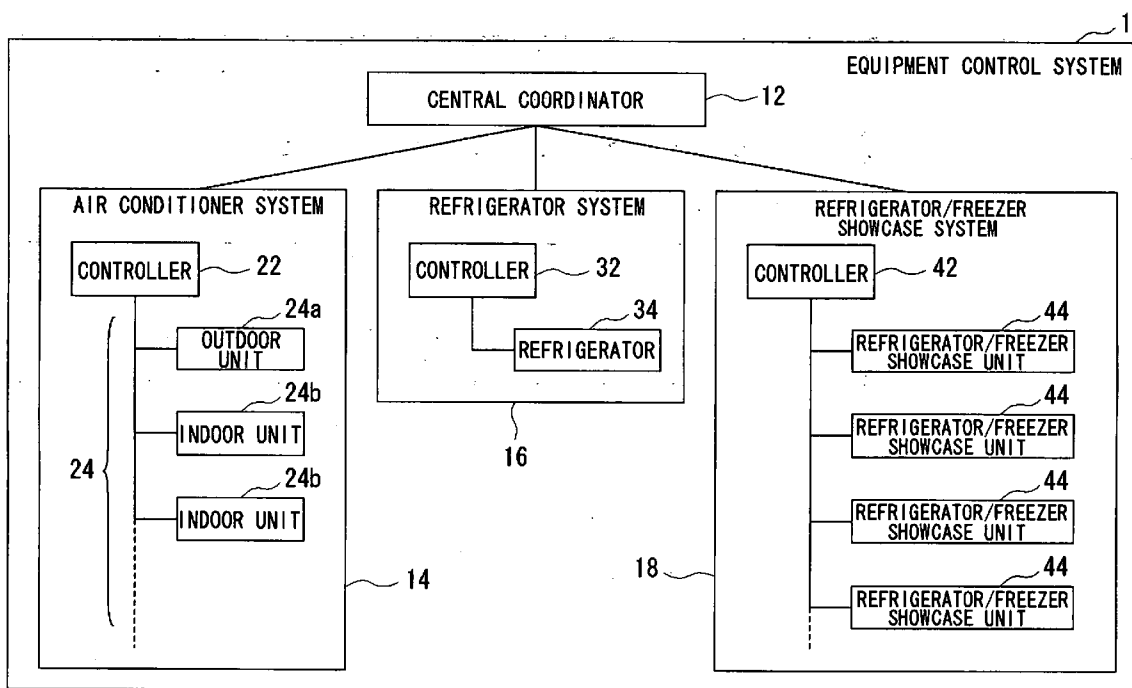 1
EQUIPMENT CONTROL SYSTEM
CENTRAL COORDINATOR
12
AIR CONDITIONER SYSTEM
CONTROLLER
22
24a
OUTDOOR
UNIT
24b
INDOOR UNIT
24
24b
INDOOR UNIT
14
REFRIGERATOR SYSTEM
CONTROLLER
32
34
REFRIGERATOR
16
REFRIGERATOR/FREEZER
SHOWCASE SYSTEM
CONTROLLER
42
44
REFRIGERATOR/FREEZER
SHOWCASE UNIT
44
REFRIGERATOR/FREEZER
SHOWCASE UNIT
44
REFRIGERATOR/FREEZER
SHOWCASE UNIT
44
REFRIGERATOR/FREEZER
SHOWCASE UNIT
18